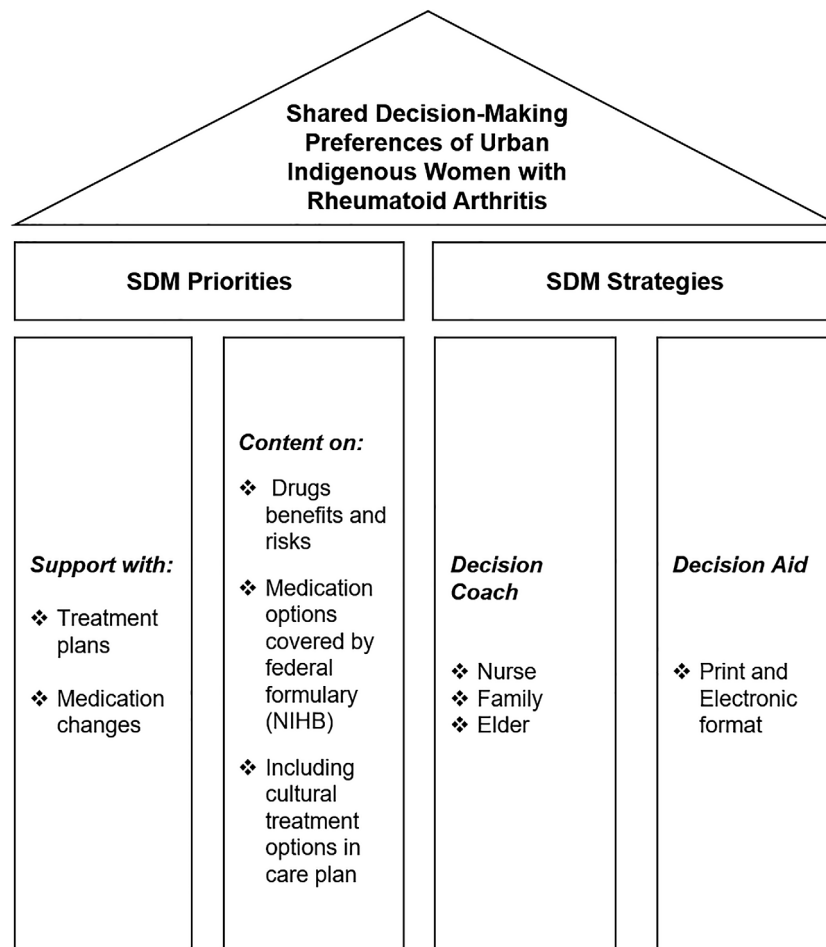 Shared Decision-Making
Preferences of Urban
Indigenous Women with
Rheumatoid Arthritis
SDM Priorities
SDM Strategies
Support with:
❖ Treatment
plans
❖ Medication
changes
Content on:
❖ Drugs
benefits and
risks
❖ Medication
options
covered by
federal
formulary
(NIHB)
❖ Including
cultural
treatment
options in
care plan
Decision
Coach
❖ Nurse
❖ Family
❖ Elder
Decision Aid
❖ Print and
Electronic
format